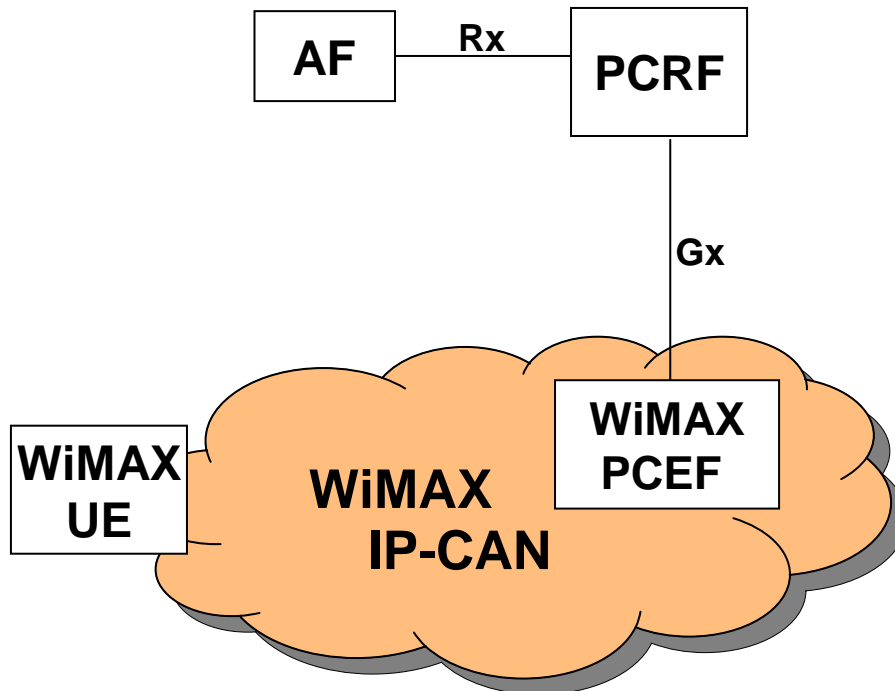 AF
Rx
PCRF
Gx
WiMAX
PCEF
WiMAX
UE
WiMAX
IP-CAN